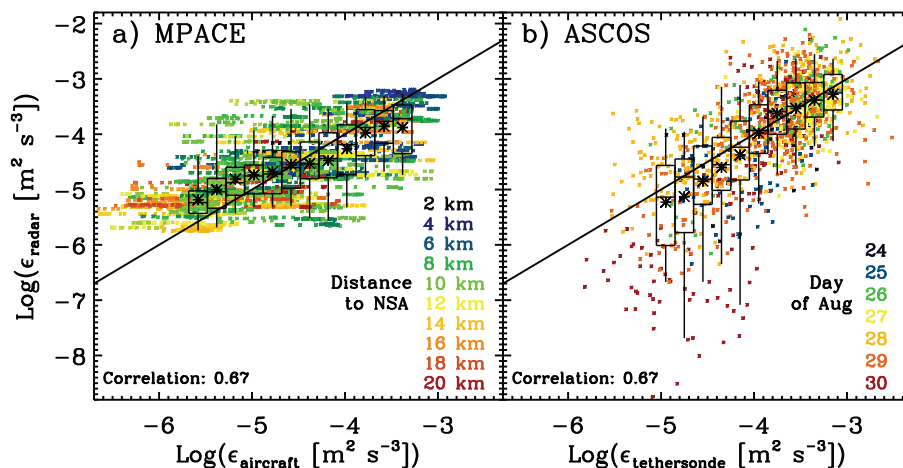 a) MPACE
b) ASCOS
Log(ϵradar) [m² s⁻³]
-2
-3
-4
-5
-6
-7
-8
2 km
4 km
6 km
8 km
10 km
12 km
14 km
16 km
18 km
20 km
Distance
to NSA
Correlation: 0.67
24
25
26
27
28
29
30
Day
of Aug
Correlation: 0.67
-6 -5 -4 -3
-6 -5 -4 -3
Log(ϵaircraft [m² s⁻³])
Log(ϵtethersonde [m² s⁻³])